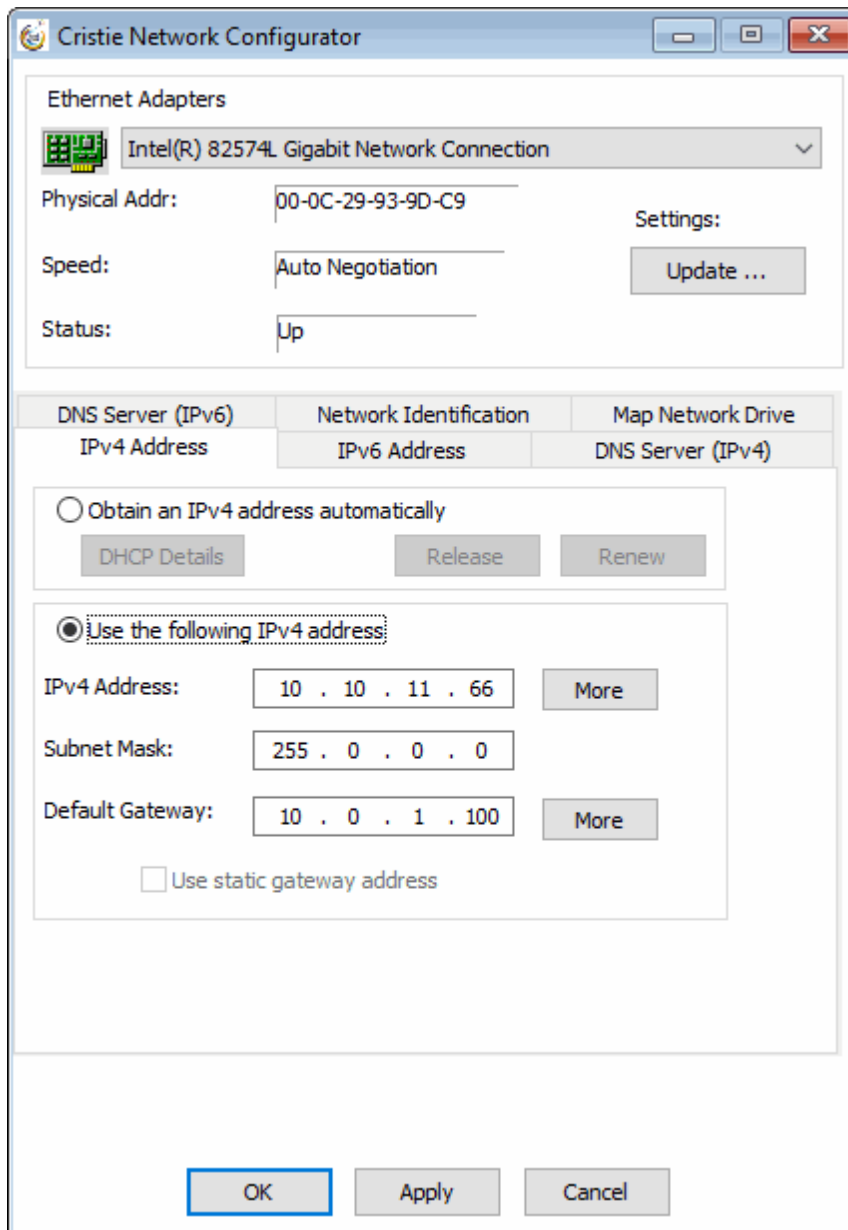 Cristie Network Configurator
Ethernet Adapters
Intel(R) 82574L Gigabit Network Connection
Physical Addr: 00-0C-29-93-9D-C9
Settings:
Speed: Auto Negotiation Update ...
Status: Up
DNS Server (IPv6) Network Identification Map Network Drive
IPv4 Address IPv6 Address DNS Server (IPv4)
Obtain an IPv4 address automatically
DHCP Details Release Renew
Use the following IPv4 address
IPv4 Address: 10 . 10 . 11 . 66 More
Subnet Mask: 255 . 0 . 0 . 0
Default Gateway: 10 . 0 . 1 . 100 More
Use static gateway address
OK Apply Cancel